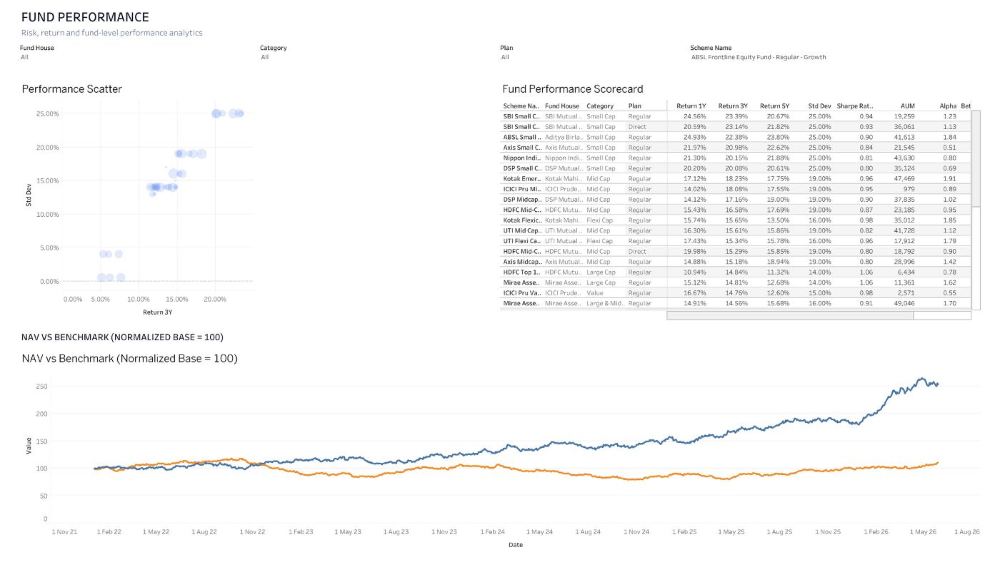 FUND PERFORMANCE
Risk, return and fund-level performance analytics
Fund House Category Plan Scheme Name
All All All ABSL Frontline Equity Fund - Regular - Growth
Performance Scatter
25.00%
20.00%
15.00%
10.00%
5.00%
0.00%
Std Dev
0.00% 5.00% 10.00% 15.00% 20.00%
Return 3Y
Fund Performance Scorecard
Scheme Na.. Fund House Category Plan Return 1Y Return 3Y Return 5Y Std Dev Sharpe Rat.. AUM Alpha Bet
SBI Small C.. SBI Mutual .. Small Cap Regular 24.56% 23.39% 20.67% 25.00% 0.94 19,259 1.23
SBI Small C.. SBI Mutual .. Small Cap Direct 20.59% 23.14% 21.82% 25.00% 0.93 36,061 1.13
ABSL Small .. Aditya Birla.. Small Cap Regular 24.93% 22.38% 23.80% 25.00% 0.90 41,613 1.84
Axis Small C.. Axis Mutual.. Small Cap Regular 21.97% 20.98% 22.62% 25.00% 0.84 21,545 0.51
Nippon Indi.. Nippon Indi.. Small Cap Regular 21.30% 20.15% 21.88% 25.00% 0.81 43,630 0.80
DSP Small C.. DSP Mutual.. Small Cap Regular 20.20% 20.08% 20.61% 25.00% 0.80 35,124 0.69
Kotak Emer.. Kotak Mahi.. Mid Cap Regular 17.12% 18.23% 17.75% 19.00% 0.96 47,469 1.91
ICICI Pru Mi.. ICICI Prude.. Mid Cap Regular 14.02% 18.08% 17.55% 19.00% 0.95 979 0.89
DSP Midcap.. DSP Mutual.. Mid Cap Regular 14.12% 17.16% 19.00% 19.00% 0.90 37,835 1.02
HDFC Mid-C.. HDFC Mutu.. Mid Cap Regular 15.43% 16.58% 17.69% 19.00% 0.87 23,185 0.95
Kotak Flexic.. Kotak Mahi.. Flexi Cap Regular 15.74% 15.65% 13.50% 16.00% 0.98 35,012 1.85
UTI Mid Cap.. UTI Mutual .. Mid Cap Regular 16.30% 15.61% 15.86% 19.00% 0.82 41,728 1.12
UTI Flexi Ca.. UTI Mutual .. Flexi Cap Regular 17.43% 15.34% 15.78% 16.00% 0.96 17,912 1.79
HDFC Mid-C.. HDFC Mutu.. Mid Cap Direct 19.98% 15.29% 15.85% 19.00% 0.80 18,792 0.90
Axis Midcap.. Axis Mutual.. Mid Cap Regular 14.88% 15.18% 18.94% 19.00% 0.80 28,996 1.42
HDFC Top 1.. HDFC Mutu.. Large Cap Regular 10.94% 14.84% 11.32% 14.00% 1.06 6,434 0.78
Mirae Asse.. Mirae Asse.. Large Cap Regular 15.12% 14.81% 12.68% 14.00% 1.06 11,361 1.62
ICICI Pru Va.. ICICI Prude.. Value Regular 16.67% 14.76% 12.60% 15.00% 0.98 2,571 0.55
Mirae Asse.. Mirae Asse.. Large & Mid.. Regular 14.91% 14.56% 15.68% 16.00% 0.91 49,046 1.70
NAV VS BENCHMARK (NORMALIZED BASE = 100)
NAV vs Benchmark (Normalized Base = 100)
250
200
150
100
50
0
Value
1 Nov 21 1 Feb 22 1 May 22 1 Aug 22 1 Nov 22 1 Feb 23 1 May 23 1 Aug 23 1 Nov 23 1 Feb 24 1 May 24 1 Aug 24 1 Nov 24 1 Feb 25 1 May 25 1 Aug 25 1 Nov 25 1 Feb 26 1 May 26 1 Aug 26
Date